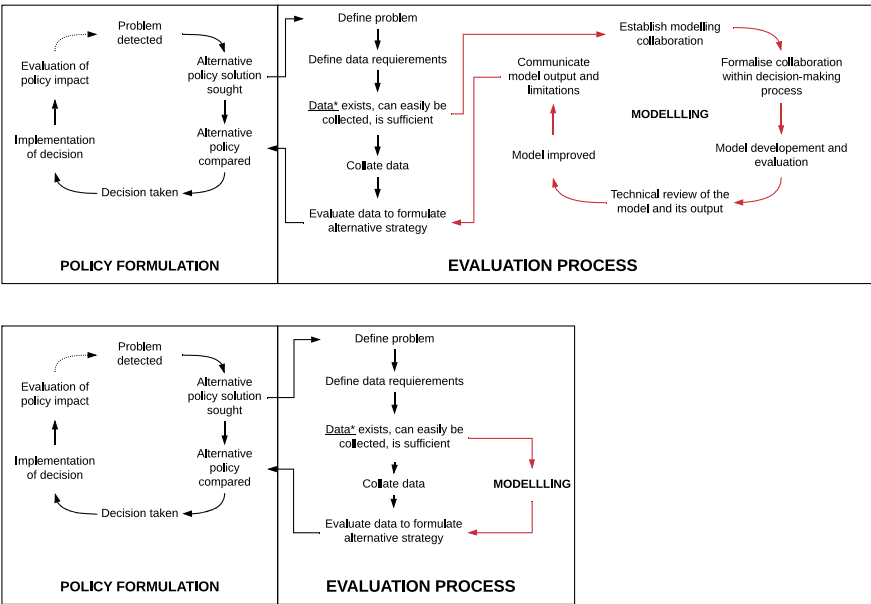 Problem
detected
Alternative
policy solution
sought
Alternative
policy
compared
Decision taken
Implementation
of decision
Evaluation of
policy impact
POLICY FORMULATION
Define problem
Define data requierements
Data* exists, can easily be
collected, is sufficient
Collate data
Evaluate data to formulate
alternative strategy
Establish modelling
collaboration
Formalise collaboration
within decision-making
process
Model developement and
evaluation
Technical review of the
model and its output
Model improved
Communicate
model output and
limitations
MODELLLING
EVALUATION PROCESS
Problem
detected
Alternative
policy solution
sought
Alternative
policy
compared
Decision taken
Implementation
of decision
Evaluation of
policy impact
POLICY FORMULATION
Define problem
Define data requierements
Data* exists, can easily be
collected, is sufficient
Collate data
MODELLLING
Evaluate data to formulate
alternative strategy
EVALUATION PROCESS